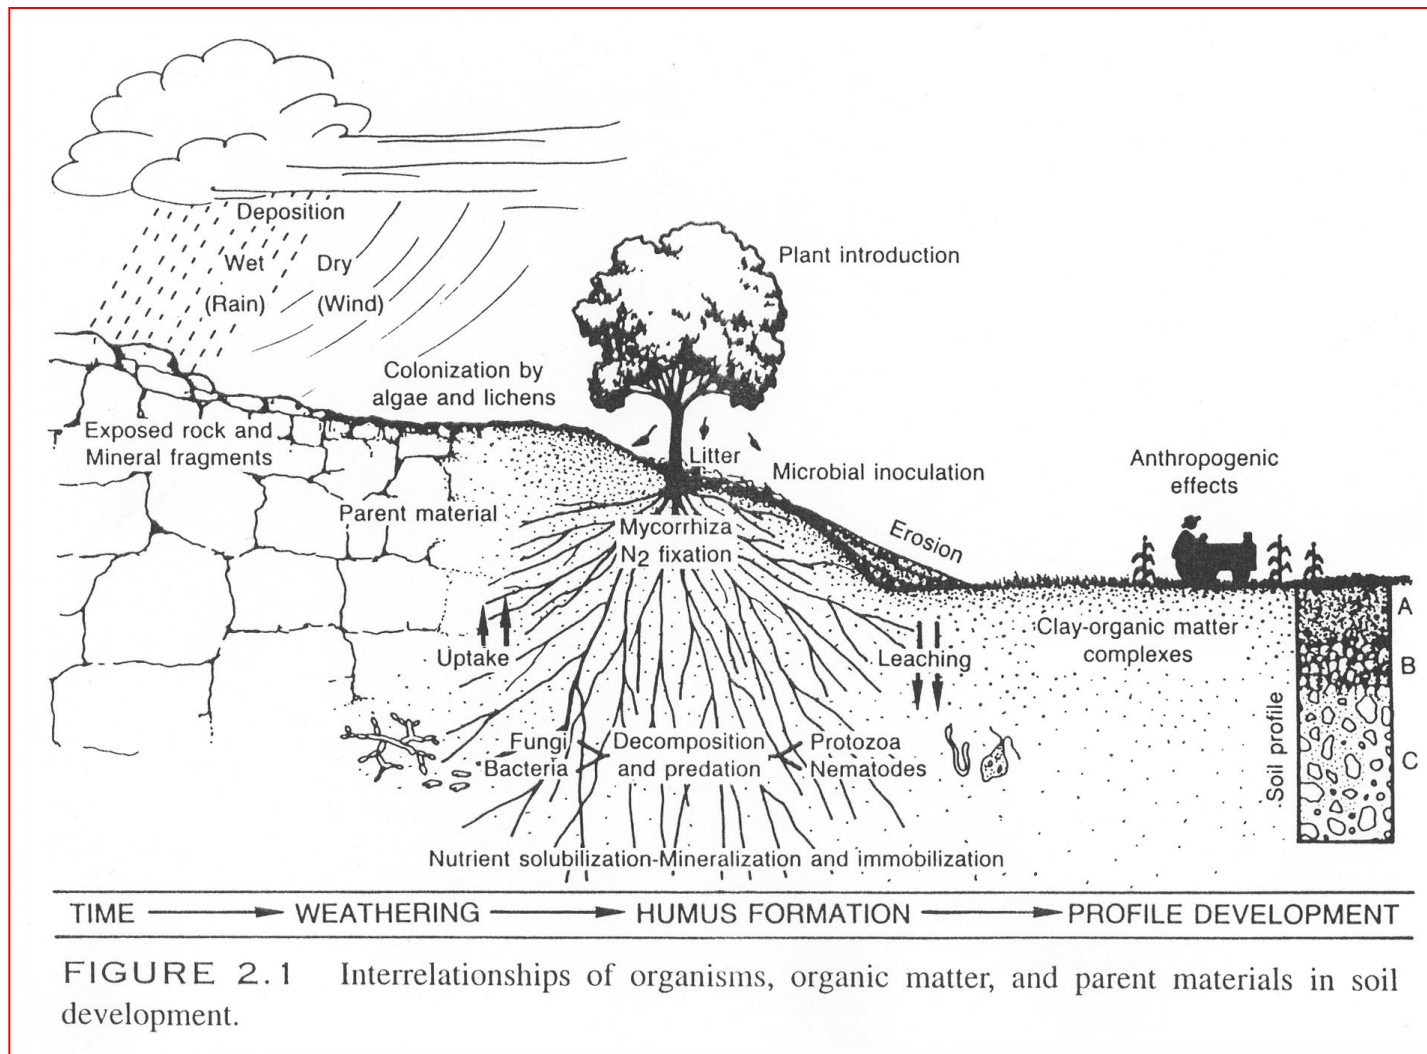 Deposition
Wet
Dry
(Rain)
(Wind)
Plant introduction
Colonization by
algae and lichens
Exposed rock and
Mineral fragments
Litter
Microbial inoculation
Anthropogenic
effects
Parent material
Mycorrhiza
N2 fixation
Erosion
Uptake
Leaching
Clay-organic matter
complexes
A
B
C
Soil profile
Fungi
Bacteria
Decomposition
and predation
Protozoa
Nematodes
Nutrient solubilization-Mineralization and immobilization
TIME WEATHERING HUMUS FORMATION PROFILE DEVELOPMENT
FIGURE 2.1 Interrelationships of organisms, organic matter, and parent materials in soil
development.